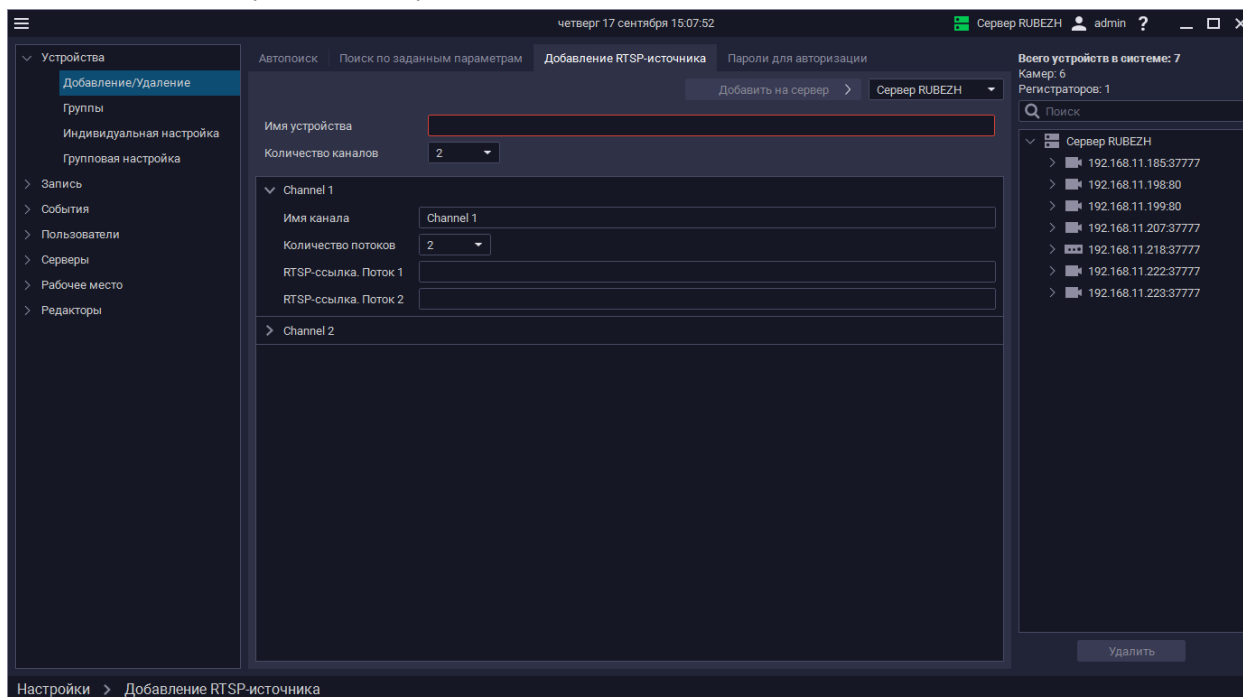 четверг 17 сентября 15:07:52
Сервер RUBEZH
admin
?
Устройства
Добавление/Удаление
Группы
Индивидуальная настройка
Групповая настройка
Запись
События
Пользователи
Серверы
Рабочее место
Редакторы
Автопоиск
Поиск по заданным параметрам
Добавление RTSP-источника
Пароли для авторизации
Добавить на сервер
Сервер RUBEZH
Имя устройства
Количество каналов 2
Channel 1
Имя канала Channel 1
Количество потоков 2
RTSP-ссылка. Поток 1
RTSP-ссылка. Поток 2
Channel 2
Всего устройств в системе: 7
Камер: 6
Регистраторов: 1
Поиск
Сервер RUBEZH
192.168.11.185:37777
192.168.11.198:80
192.168.11.199:80
192.168.11.207:37777
192.168.11.218:37777
192.168.11.222:37777
192.168.11.223:37777
Удалить
Настройки > Добавление RTSP-источника